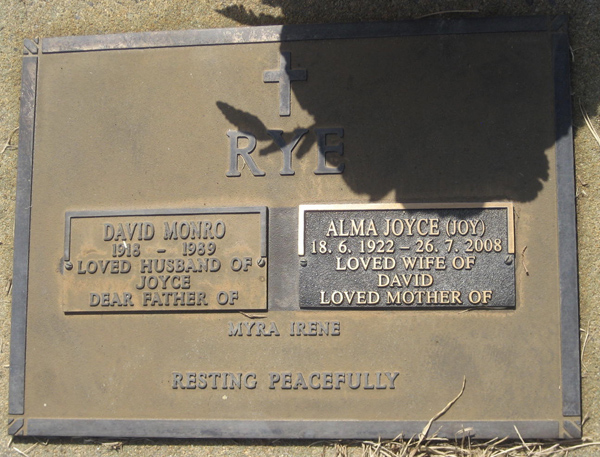 RYE
DAVID MONRO
1918 - 1989
LOVED HUSBAND OF
JOYCE
DEAR FATHER OF
ALMA JOYCE (JOY)
18. 6. 1922 – 26. 7. 2008
LOVED WIFE OF
DAVID
LOVED MOTHER OF
MYRA IRENE
RESTING PEACEFULLY